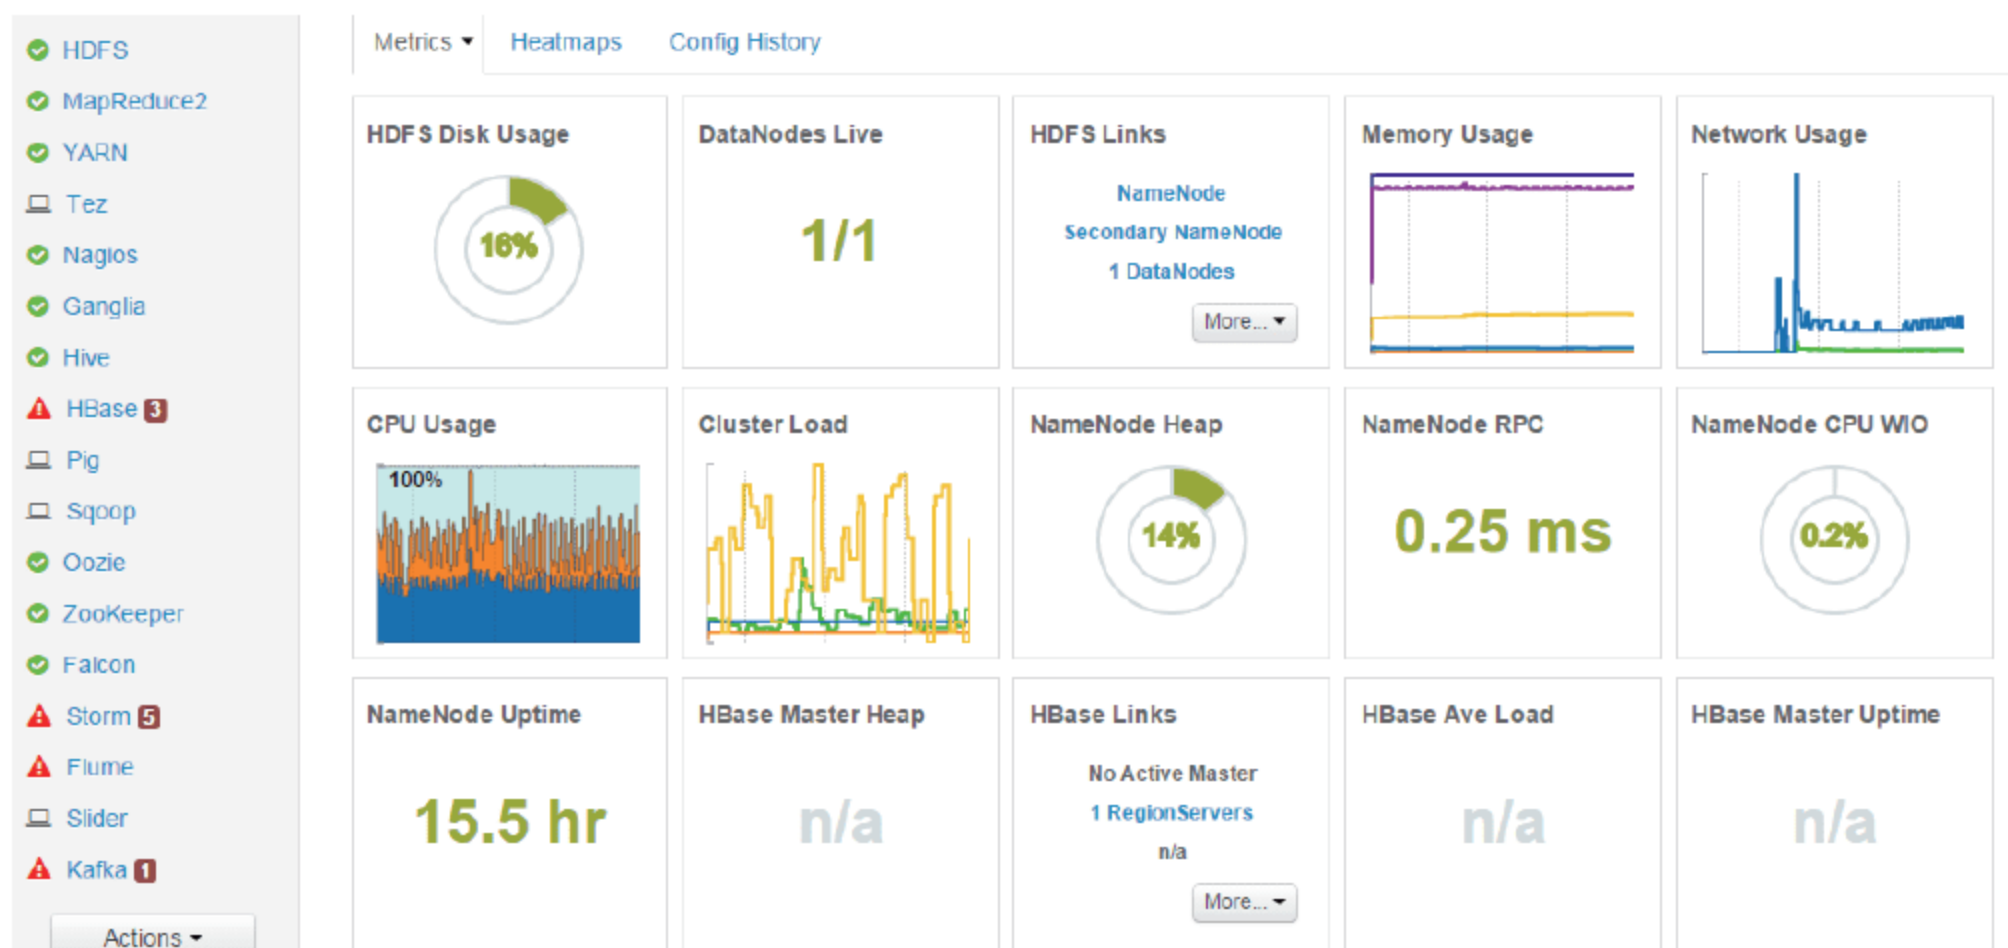 HDFS
MapReduce2
YARN
Tez
Nagios
Ganglia
Hive
HBase 3
Pig
Sqoop
Oozie
ZooKeeper
Falcon
Storm 5
Flume
Slider
Kafka 1
Actions
Metrics Heatmaps Config History
HDFS Disk Usage
16%
DataNodes Live
1/1
HDFS Links
NameNode
Secondary NameNode
1 DataNodes
More...
Memory Usage
Network Usage
CPU Usage
100%
Cluster Load
NameNode Heap
14%
NameNode RPC
0.25 ms
NameNode CPU WIO
0.2%
NameNode Uptime
15.5 hr
HBase Master Heap
n/a
HBase Links
No Active Master
1 RegionServers
n/a
More...
HBase Ave Load
n/a
HBase Master Uptime
n/a